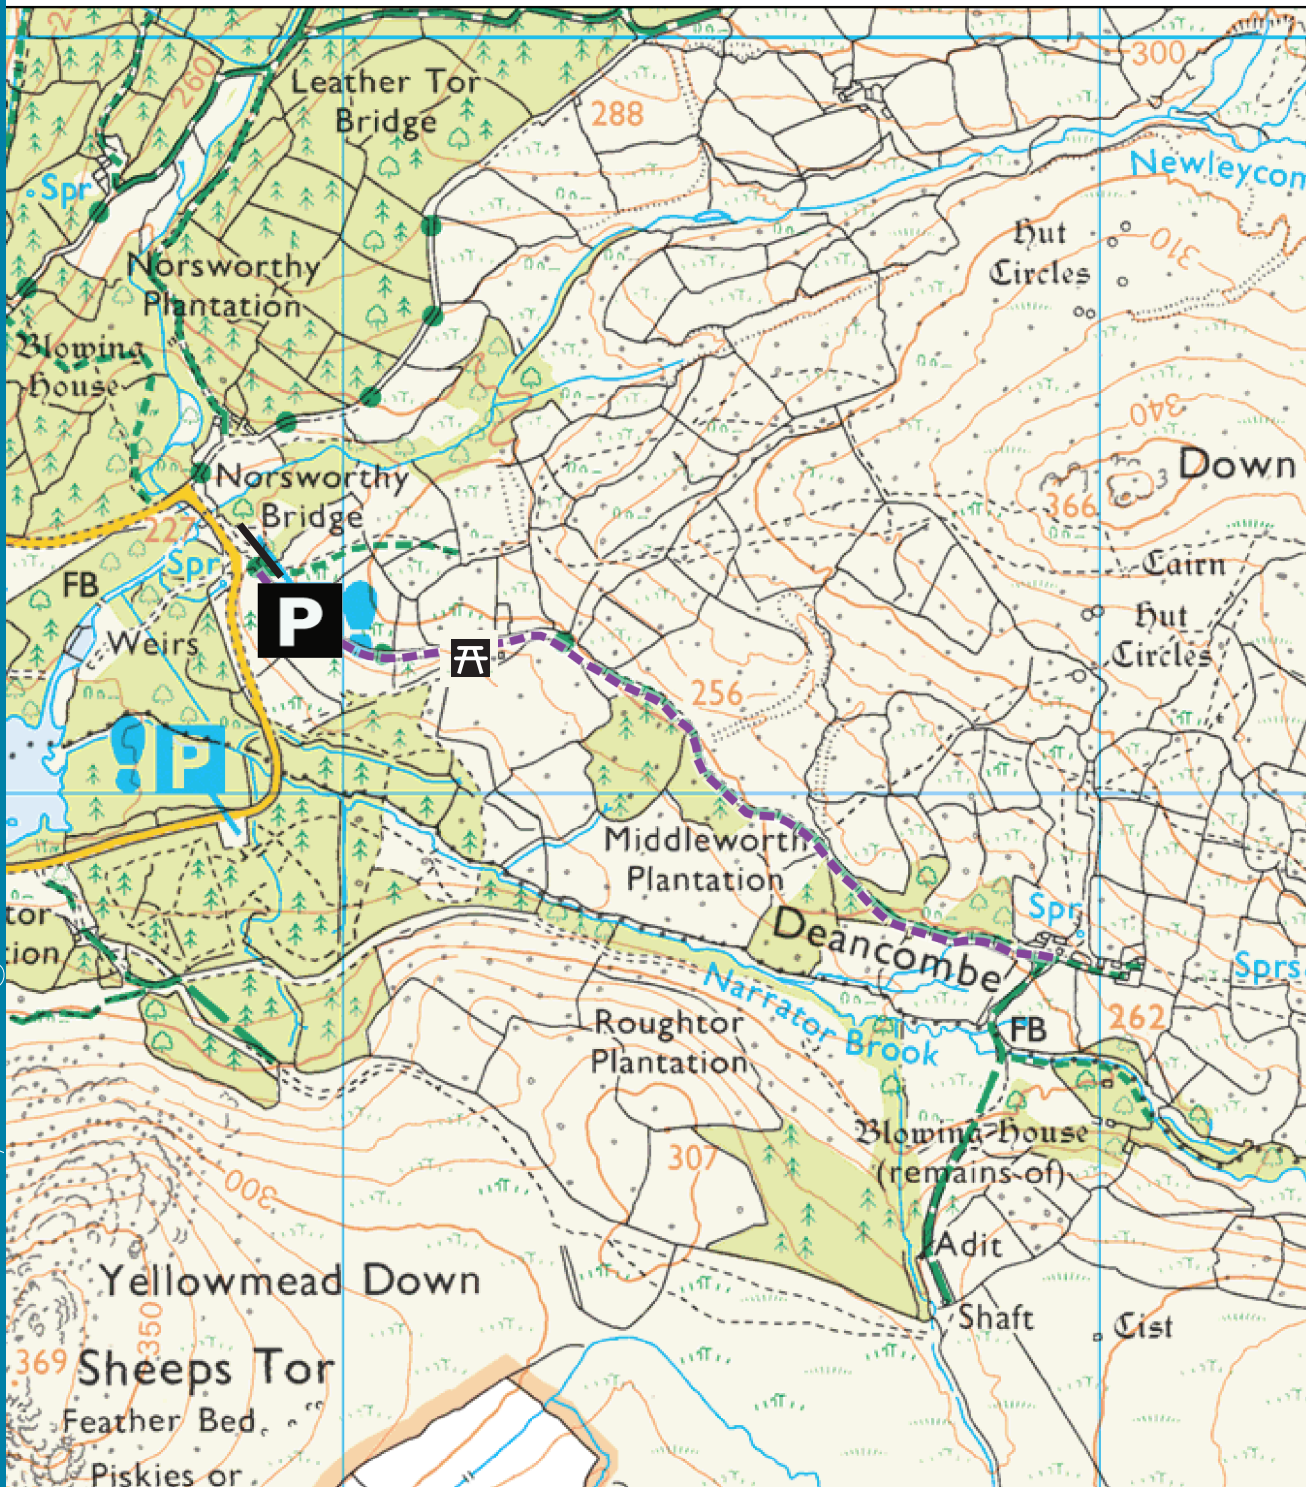 300
260
Leather Tor
Bridge
288
Newleycom
Spr
Hut
Circles
310
Norsworthy
Plantation
Blowing
House
340
Down
Norsworthy
Bridge
366
227
Spr
Cairn
FB
P
Hut
Circles
Weirs
256
P
Middleworth
Plantation
tor
tion
Spr
Deancombe
Sprs
Narrator Brook
262
FB
Roughtor
Plantation
Blowing House
(remains of)
307
300
Adit
Yellowmead Down
Shaft
Cist
350
369
Sheeps Tor
Feather Bed
Piskies or